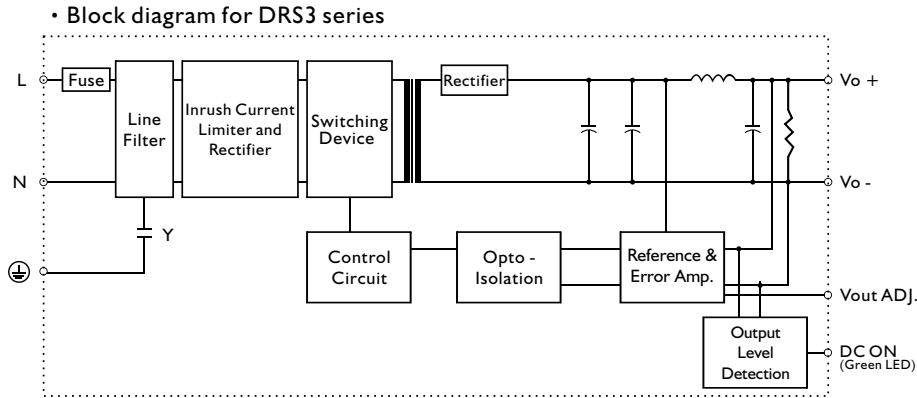 • Block diagram for DRS3 series
L
Fuse
Line
Filter
Inrush Current
Limiter and
Rectifier
Switching
Device
Rectifier
Vo +
N
Vo -
Y
Control
Circuit
Opto -
Isolation
Reference &
Error Amp.
Vout ADJ.
Output
Level
Detection
DC ON
(Green LED)